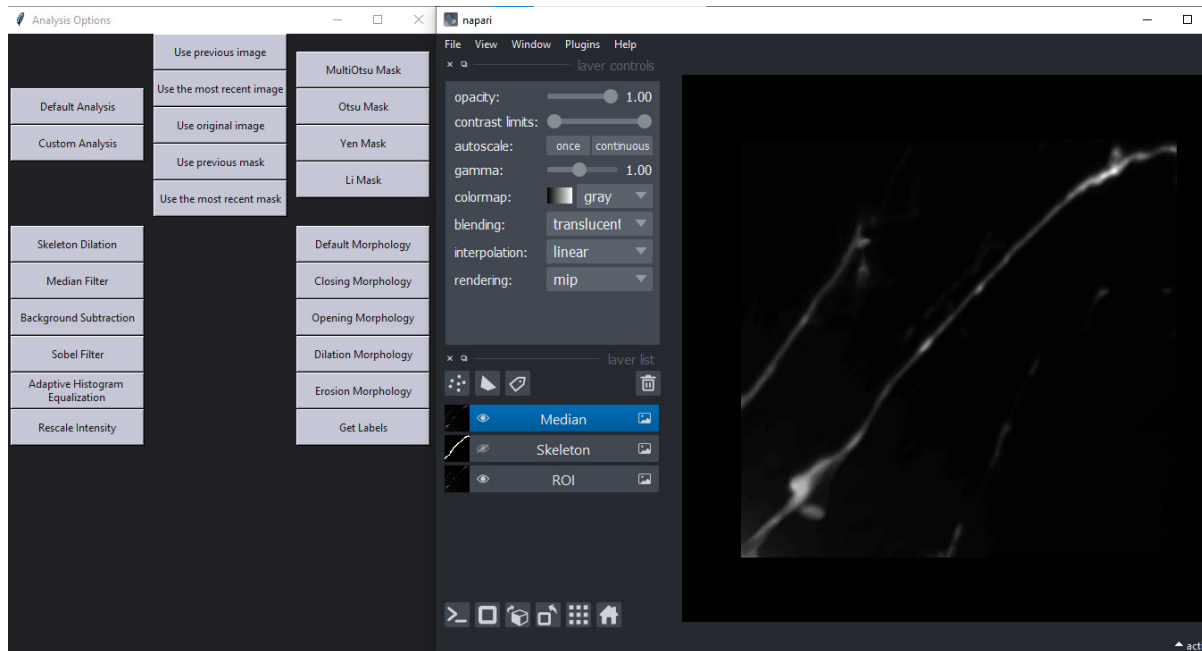 Analysis Options
Default Analysis
Custom Analysis
Use previous image
Use the most recent image
Use original image
Use previous mask
Use the most recent mask
MultiOtsu Mask
Otsu Mask
Yen Mask
Li Mask
Skeleton Dilation
Median Filter
Background Subtraction
Sobel Filter
Adaptive Histogram
Equalization
Rescale Intensity
Default Morphology
Closing Morphology
Opening Morphology
Dilation Morphology
Erosion Morphology
Get Labels
napari
File View Window Plugins Help
layer controls
opacity: 1.00
contrast limits:
autoscale: once continuous
gamma: 1.00
colormap: gray
blending: translucent
interpolation: linear
rendering: mip
layer list
Median
Skeleton
ROI
acti